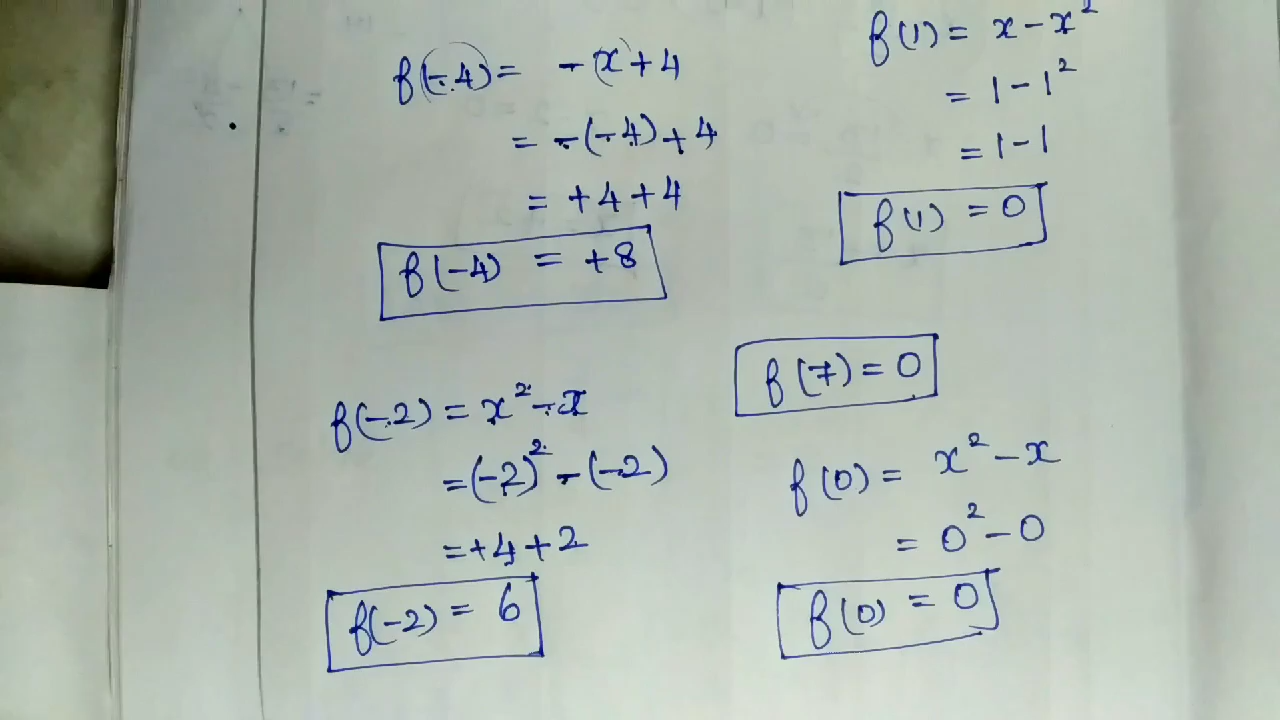 f(-4) = -(x)+4
= -(-4)+4
= +4+4
f(-4) = +8
f(-2) = x² - x
= (-2)² - (-2)
= +4+2
f(-2) = 6
f(1) = x - x²
= 1 - 1²
= 1-1
f(1) = 0
f(7) = 0
f(0) = x² - x
= 0² - 0
f(0) = 0